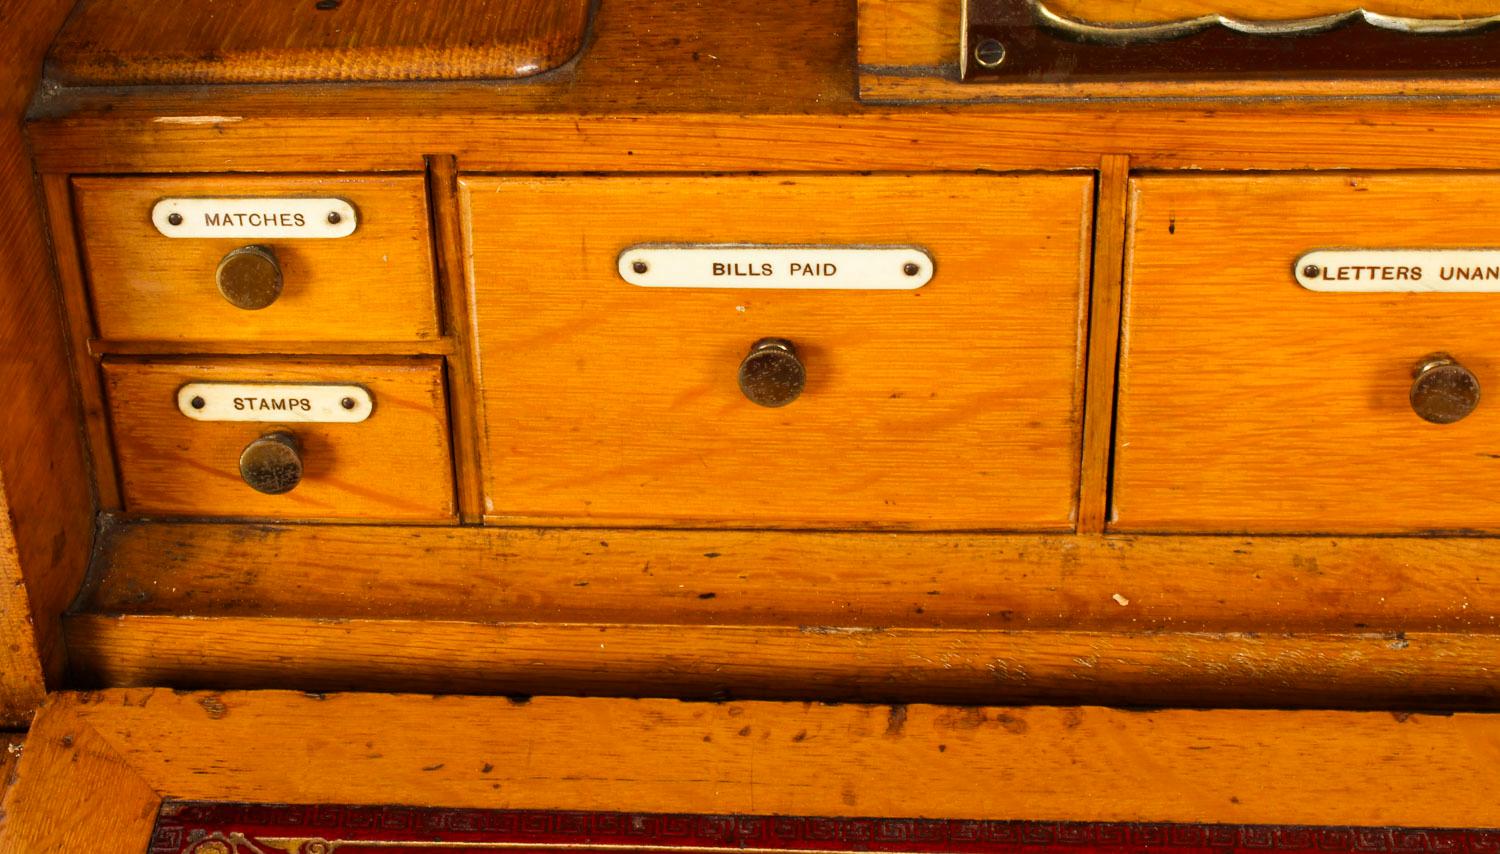 MATCHES
BILLS PAID
LETTERS UNAN
STAMPS